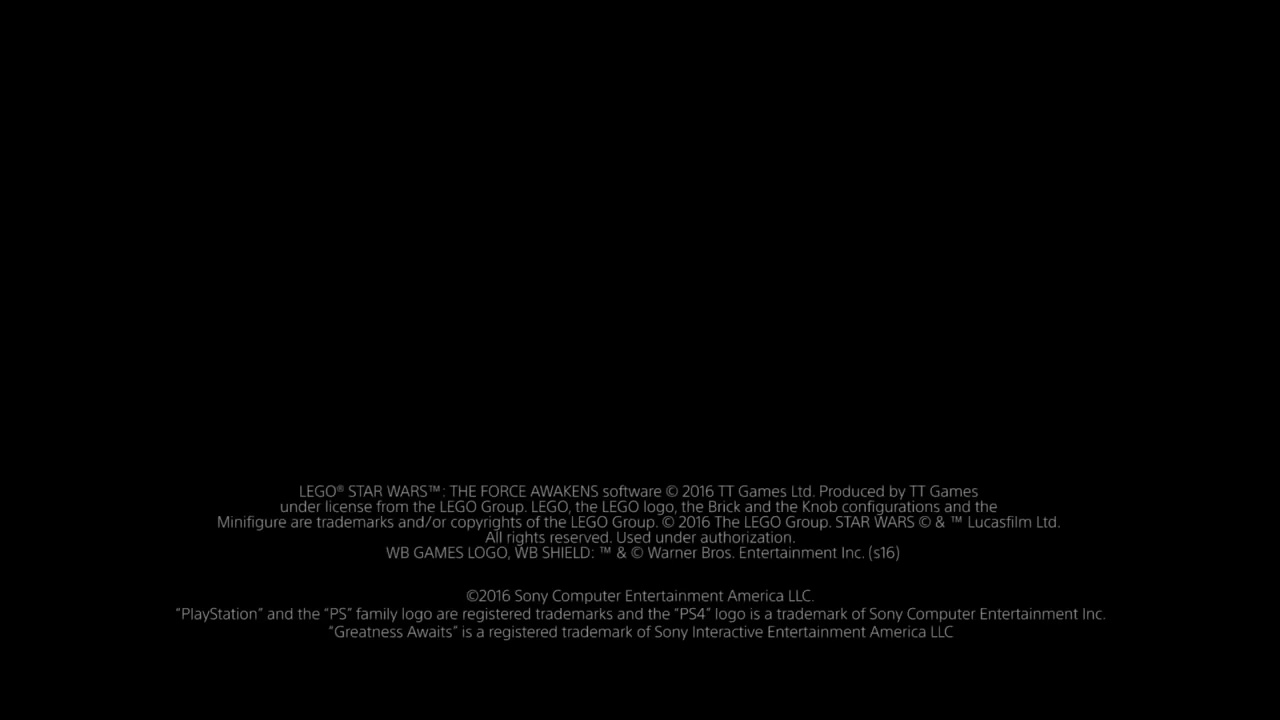 LEGO® STAR WARS™: THE FORCE AWAKENS software © 2016 TT Games Ltd. Produced by TT Games
under license from the LEGO Group. LEGO, the LEGO logo, the Brick and the Knob configurations and the
Minifigure are trademarks and/or copyrights of the LEGO Group. © 2016 The LEGO Group. STAR WARS © & ™ Lucasfilm Ltd.
All rights reserved. Used under authorization.
WB GAMES LOGO, WB SHIELD: ™ & © Warner Bros. Entertainment Inc. (s16)
©2016 Sony Computer Entertainment America LLC.
“PlayStation” and the “PS” family logo are registered trademarks and the “PS4” logo is a trademark of Sony Computer Entertainment Inc.
“Greatness Awaits” is a registered trademark of Sony Interactive Entertainment America LLC